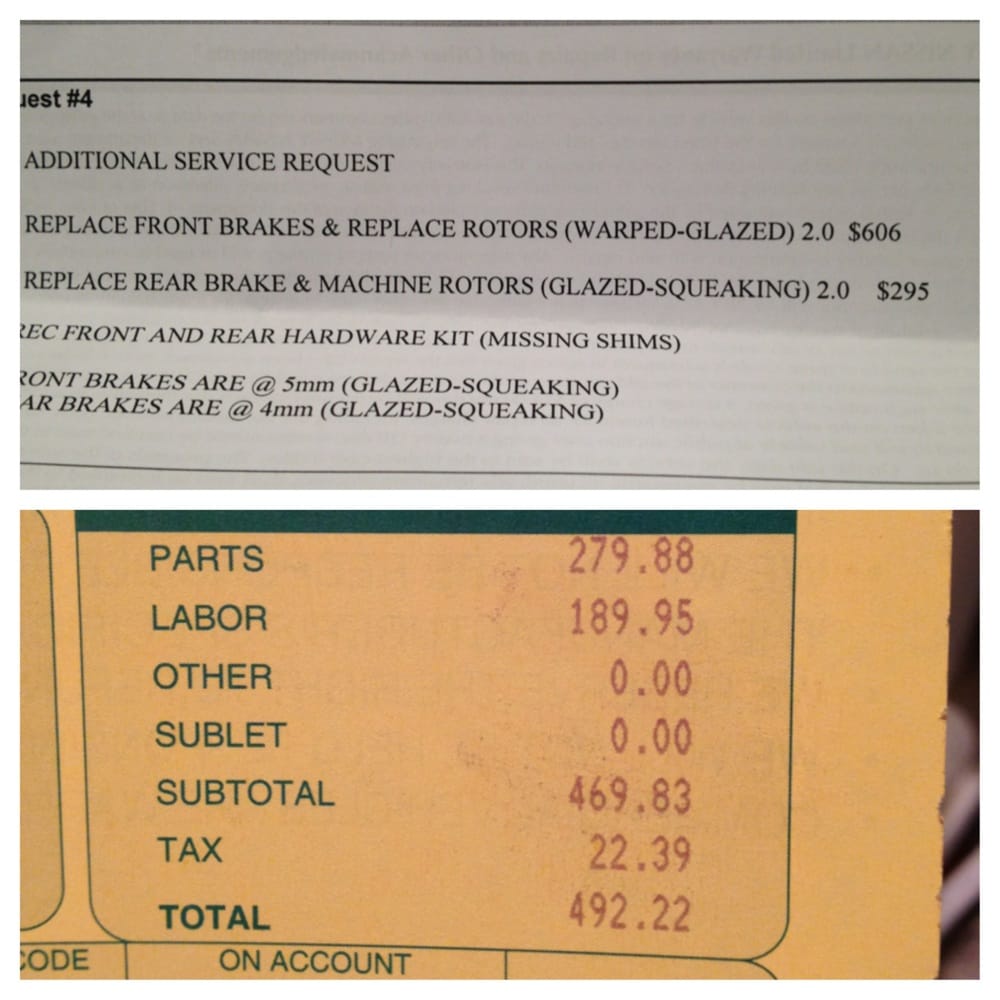 uest #4
ADDITIONAL SERVICE REQUEST
REPLACE FRONT BRAKES & REPLACE ROTORS (WARPED-GLAZED) 2.0 $606
REPLACE REAR BRAKE & MACHINE ROTORS (GLAZED-SQUEAKING) 2.0 $295
REC FRONT AND REAR HARDWARE KIT (MISSING SHIMS)
RONT BRAKES ARE @ 5mm (GLAZED-SQUEAKING)
AR BRAKES ARE @ 4mm (GLAZED-SQUEAKING)
PARTS 279.88
LABOR 189.95
OTHER 0.00
SUBLET 0.00
SUBTOTAL 469.83
TAX 22.39
TOTAL 492.22
CODE ON ACCOUNT